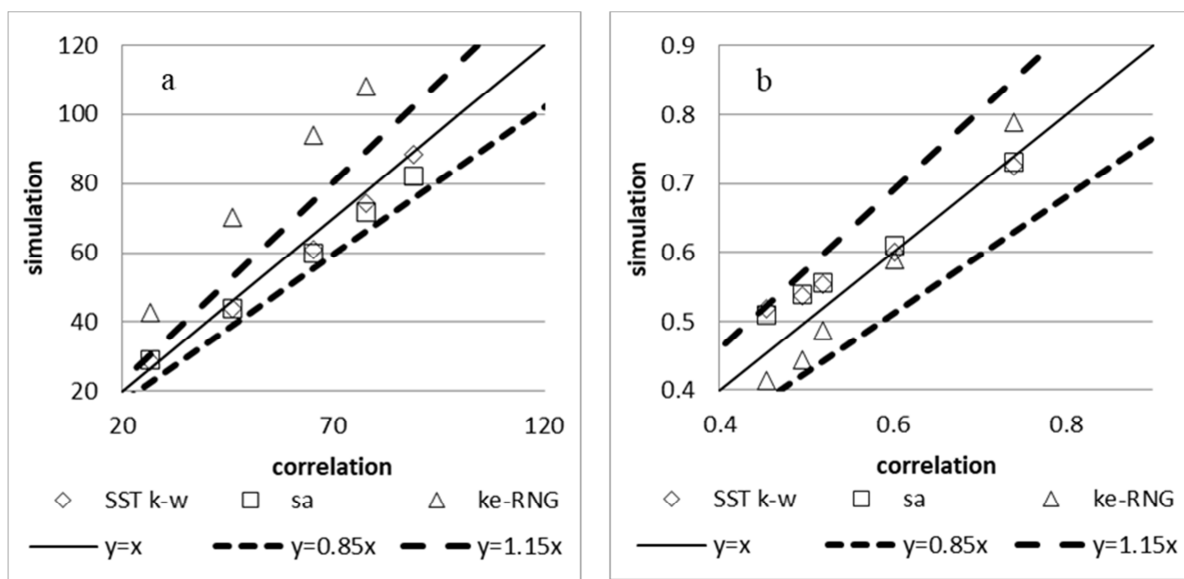 120
100
80
60
40
20
simulation
a
20 70 120
correlation
SST k-w sa ke-RNG
y=x y=0.85x y=1.15x
0.9
0.8
0.7
0.6
0.5
0.4
simulation
b
0.4 0.6 0.8
correlation
SST k-w sa ke-RNG
y=x y=0.85x y=1.15x